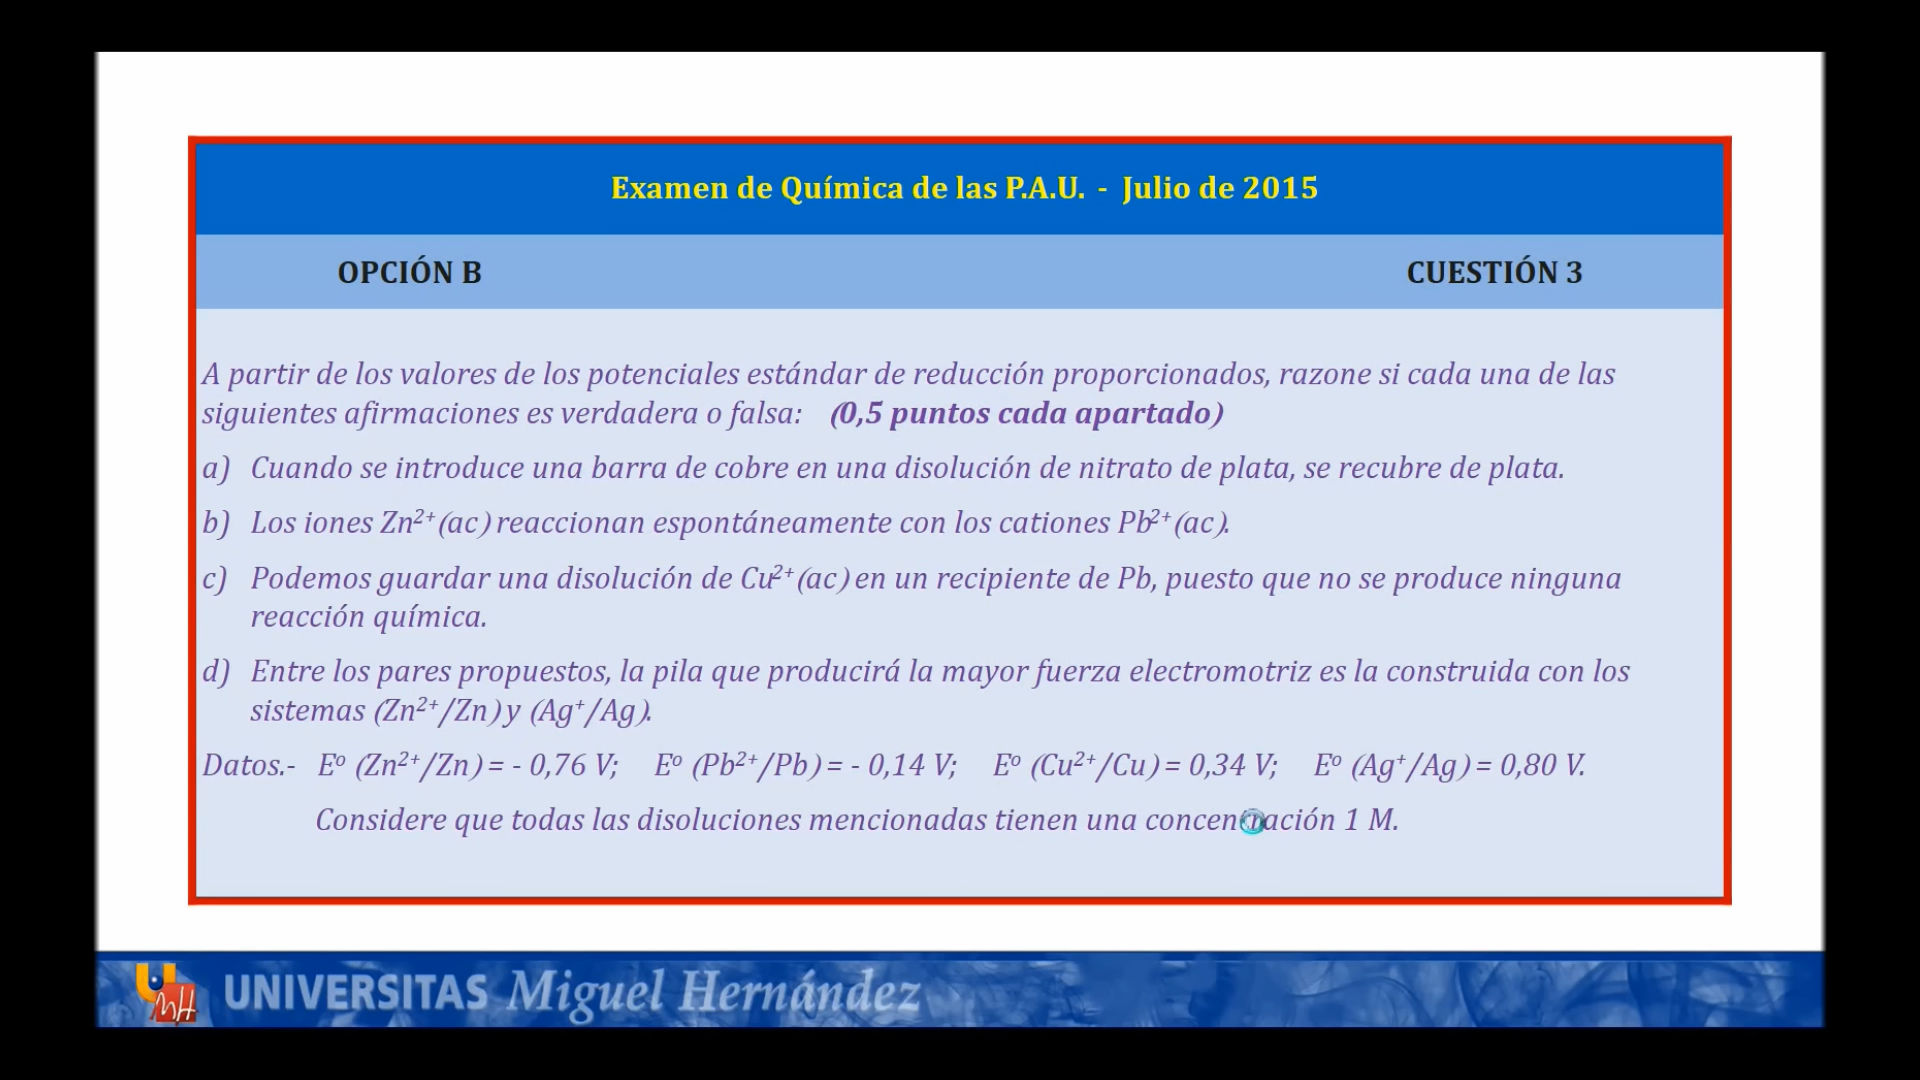 Examen de Química de las P.A.U. - Julio de 2015
OPCIÓN B CUESTIÓN 3
A partir de los valores de los potenciales estándar de reducción proporcionados, razone si cada una de las
siguientes afirmaciones es verdadera o falsa: (0,5 puntos cada apartado)
a) Cuando se introduce una barra de cobre en una disolución de nitrato de plata, se recubre de plata.
b) Los iones Zn²⁺(ac) reaccionan espontáneamente con los cationes Pb²⁺(ac).
c) Podemos guardar una disolución de Cu²⁺(ac) en un recipiente de Pb, puesto que no se produce ninguna
reacción química.
d) Entre los pares propuestos, la pila que producirá la mayor fuerza electromotriz es la construida con los
sistemas (Zn²⁺/Zn) y (Ag⁺/Ag).
Datos.- Eº (Zn²⁺/Zn) = - 0,76 V; Eº (Pb²⁺/Pb) = - 0,14 V; Eº (Cu²⁺/Cu) = 0,34 V; Eº (Ag⁺/Ag) = 0,80 V.
Considere que todas las disoluciones mencionadas tienen una concentración 1 M.
UNIVERSITAS Miguel Hernández